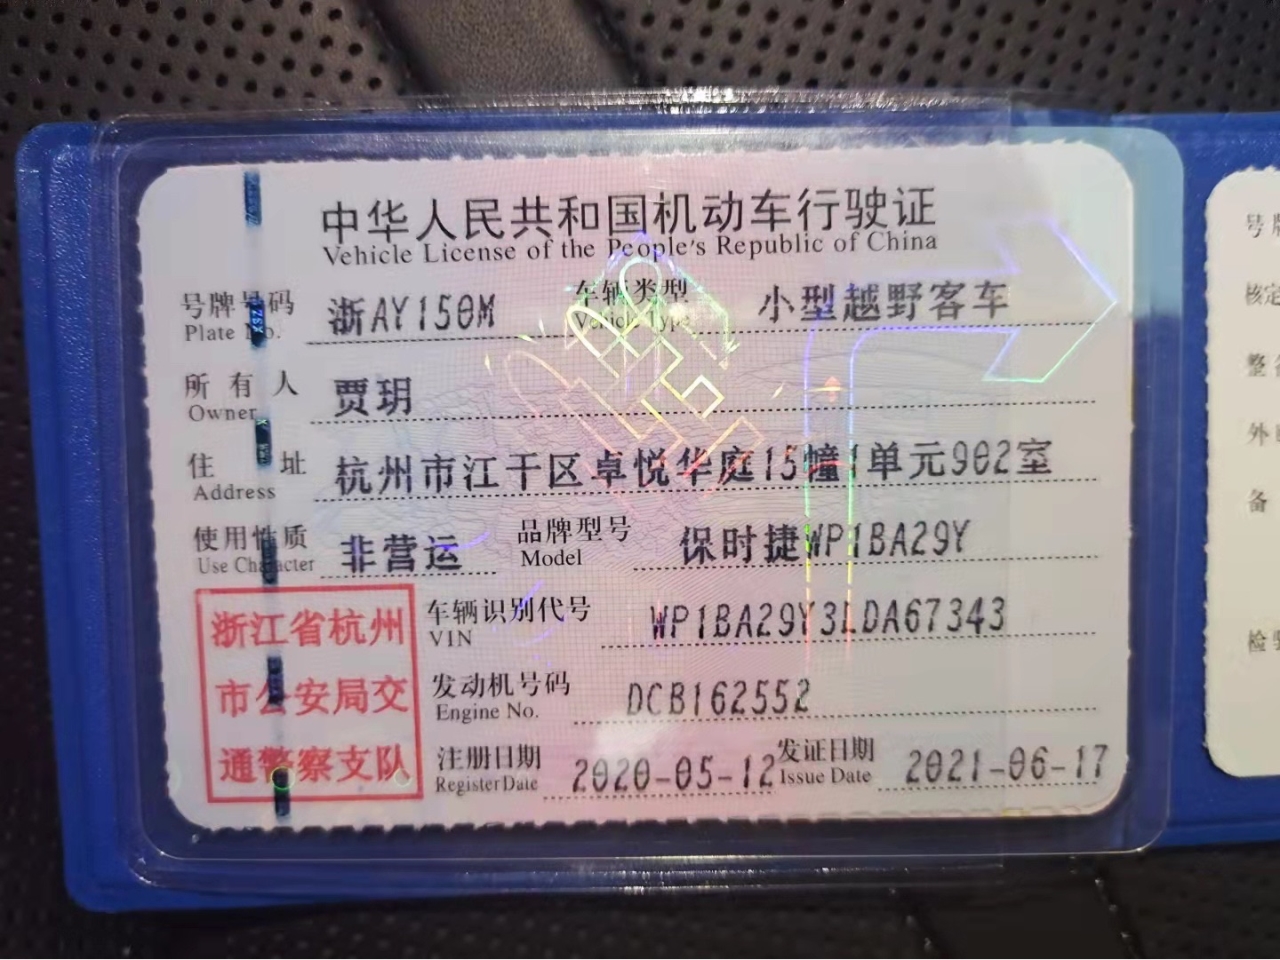 中华人民共和国机动车行驶证
Vehicle License of the People's Republic of China
号牌号码 浙AY150M 车辆类型 小型越野客车
Plate No. Vehicle Type
所有人 贾玥
Owner
住址 杭州市江干区卓悦华庭15幢1单元902室
Address
使用性质 非营运 品牌型号 保时捷WP1BA29Y
Use Character Model
浙江省杭州
市公安局交
通警察支队
车辆识别代号 WP1BA29Y3LDA67343
VIN
发动机号码 DCB162552
Engine No.
注册日期 2020-05-12 发证日期 2021-06-17
Register Date Issue Date
号牌
核定
外
备
检验